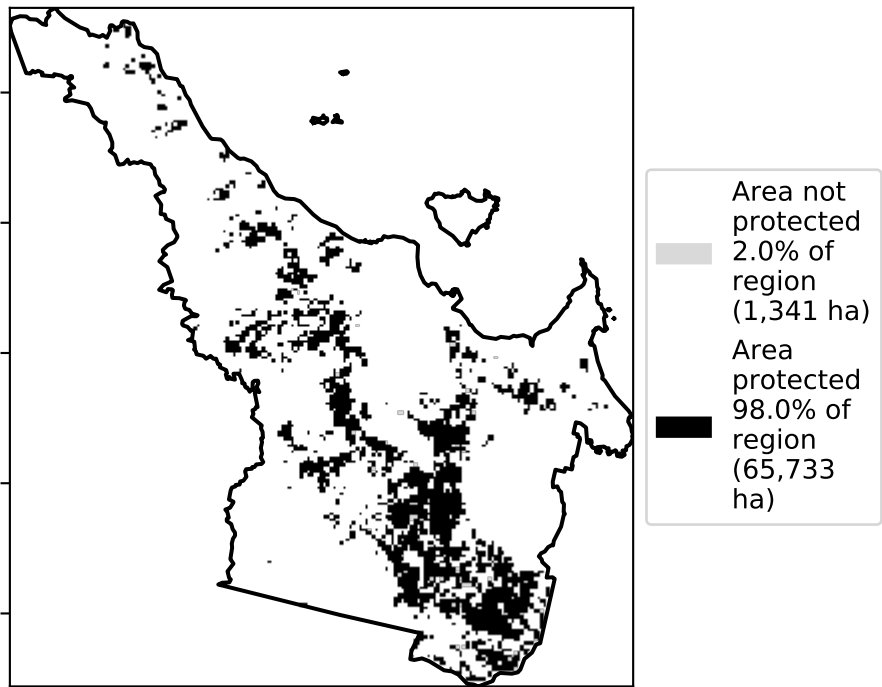 Area not
protected
2.0% of
region
(1,341 ha)
Area
protected
98.0% of
region
(65,733
ha)